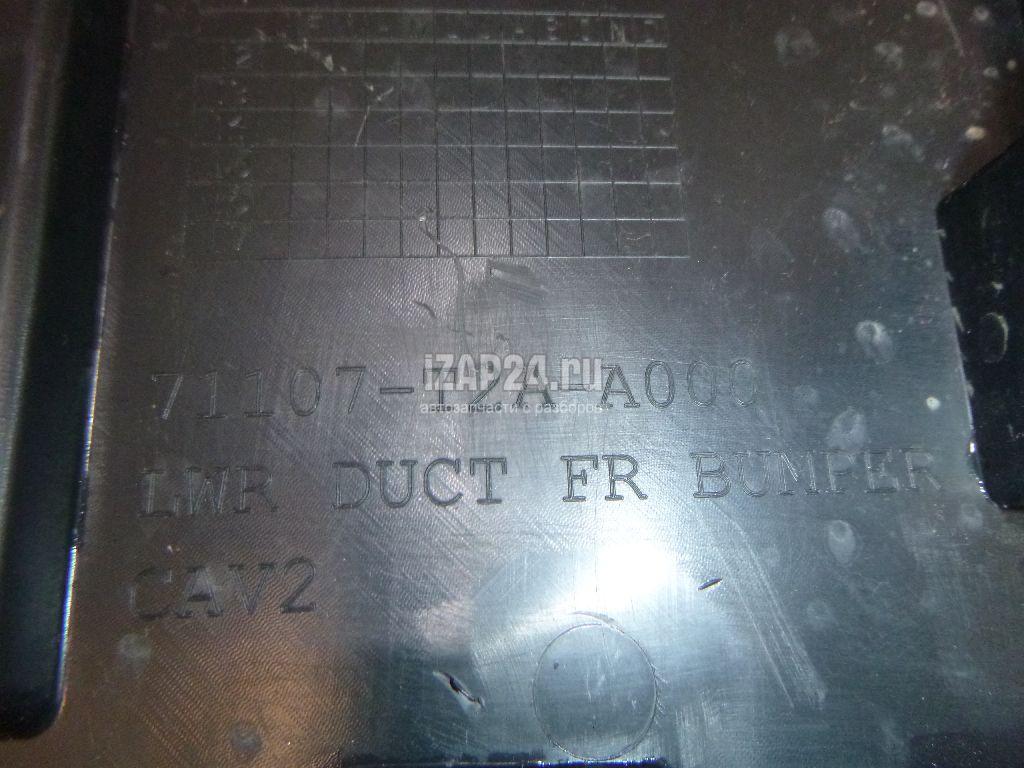 71107-T2A-A000
iZAP24.ru
автозапчасти с разборов
LWR DUCT FR BUMPER
CAV2